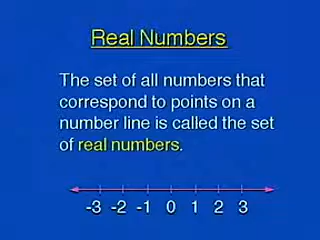 Real Numbers
The set of all numbers that
correspond to points on a
number line is called the set
of real numbers.
-3 -2 -1 0 1 2 3